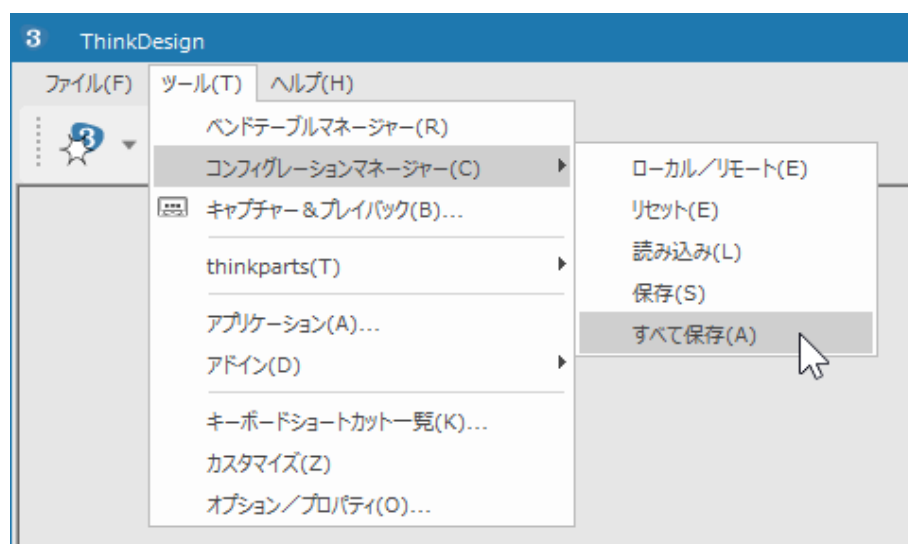 3 ThinkDesign
ファイル(F) ツール(T) ヘルプ(H)
3
ベンドテーブルマネージャー(R)
コンフィグレーションマネージャー(C)
キャプチャー&プレイバック(B)...
thinkparts(T)
アプリケーション(A)...
アドイン(D)
キーボードショートカット一覧(K)...
カスタマイズ(Z)
オプション／プロパティ(O)...
ローカル／リモート(E)
リセット(E)
読み込み(L)
保存(S)
すべて保存(A)